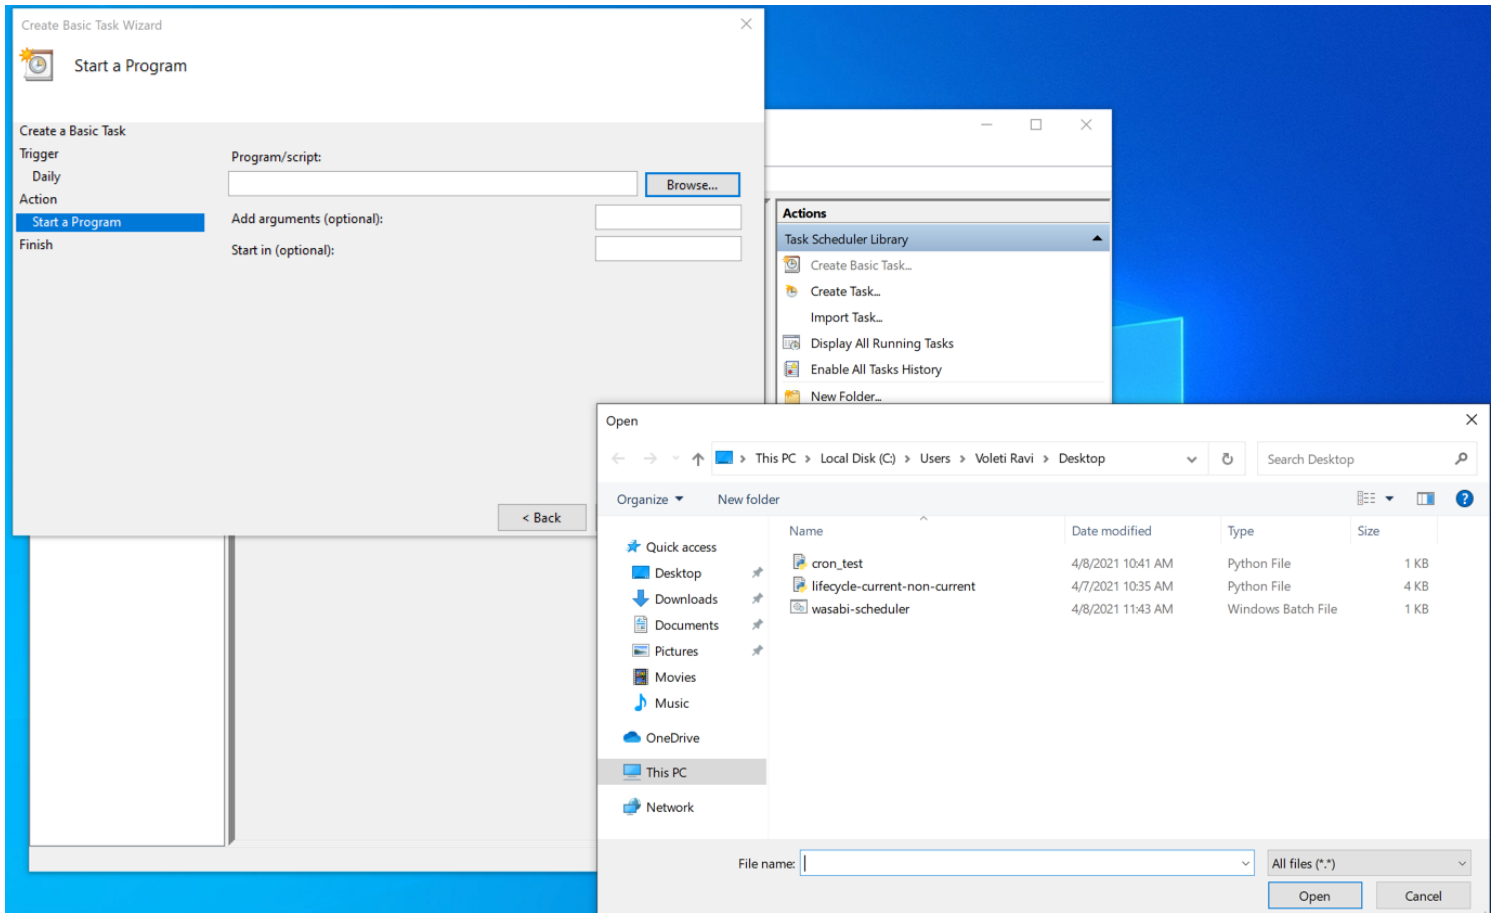 Create Basic Task Wizard
Start a Program
Create a Basic Task
Trigger
Daily
Action
Start a Program
Finish
Program/script:
Browse...
Add arguments (optional):
Start in (optional):
< Back
Actions
Task Scheduler Library
Create Basic Task...
Create Task...
Import Task...
Display All Running Tasks
Enable All Tasks History
New Folder...
Open
This PC > Local Disk (C:) > Users > Voleti Ravi > Desktop
Search Desktop
Organize New folder
Name Date modified Type Size
Quick access
Desktop
Downloads
Documents
Pictures
Movies
Music
OneDrive
This PC
Network
cron_test 4/8/2021 10:41 AM Python File 1 KB
lifecycle-current-non-current 4/7/2021 10:35 AM Python File 4 KB
wasabi-scheduler 4/8/2021 11:43 AM Windows Batch File 1 KB
File name: All files (*.*)
Open Cancel